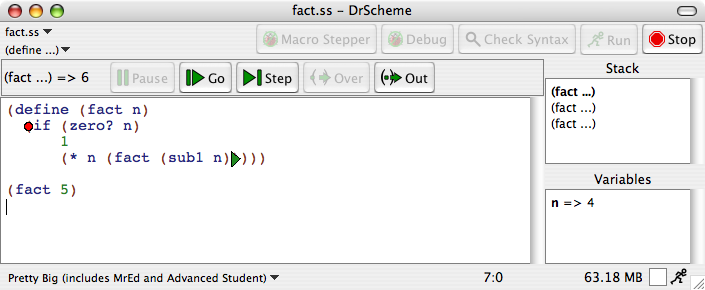 fact.ss – DrScheme
fact.ss
(define ...)
Macro Stepper Debug Check Syntax Run Stop
(fact ...) => 6 Pause Go Step Over Out
(define (fact n)
(if (zero? n)
1
(* n (fact (sub1 n))))
(fact 5)
Stack
(fact ...)
(fact ...)
(fact ...)
Variables
n => 4
Pretty Big (includes MrEd and Advanced Student) 7:0 63.18 MB